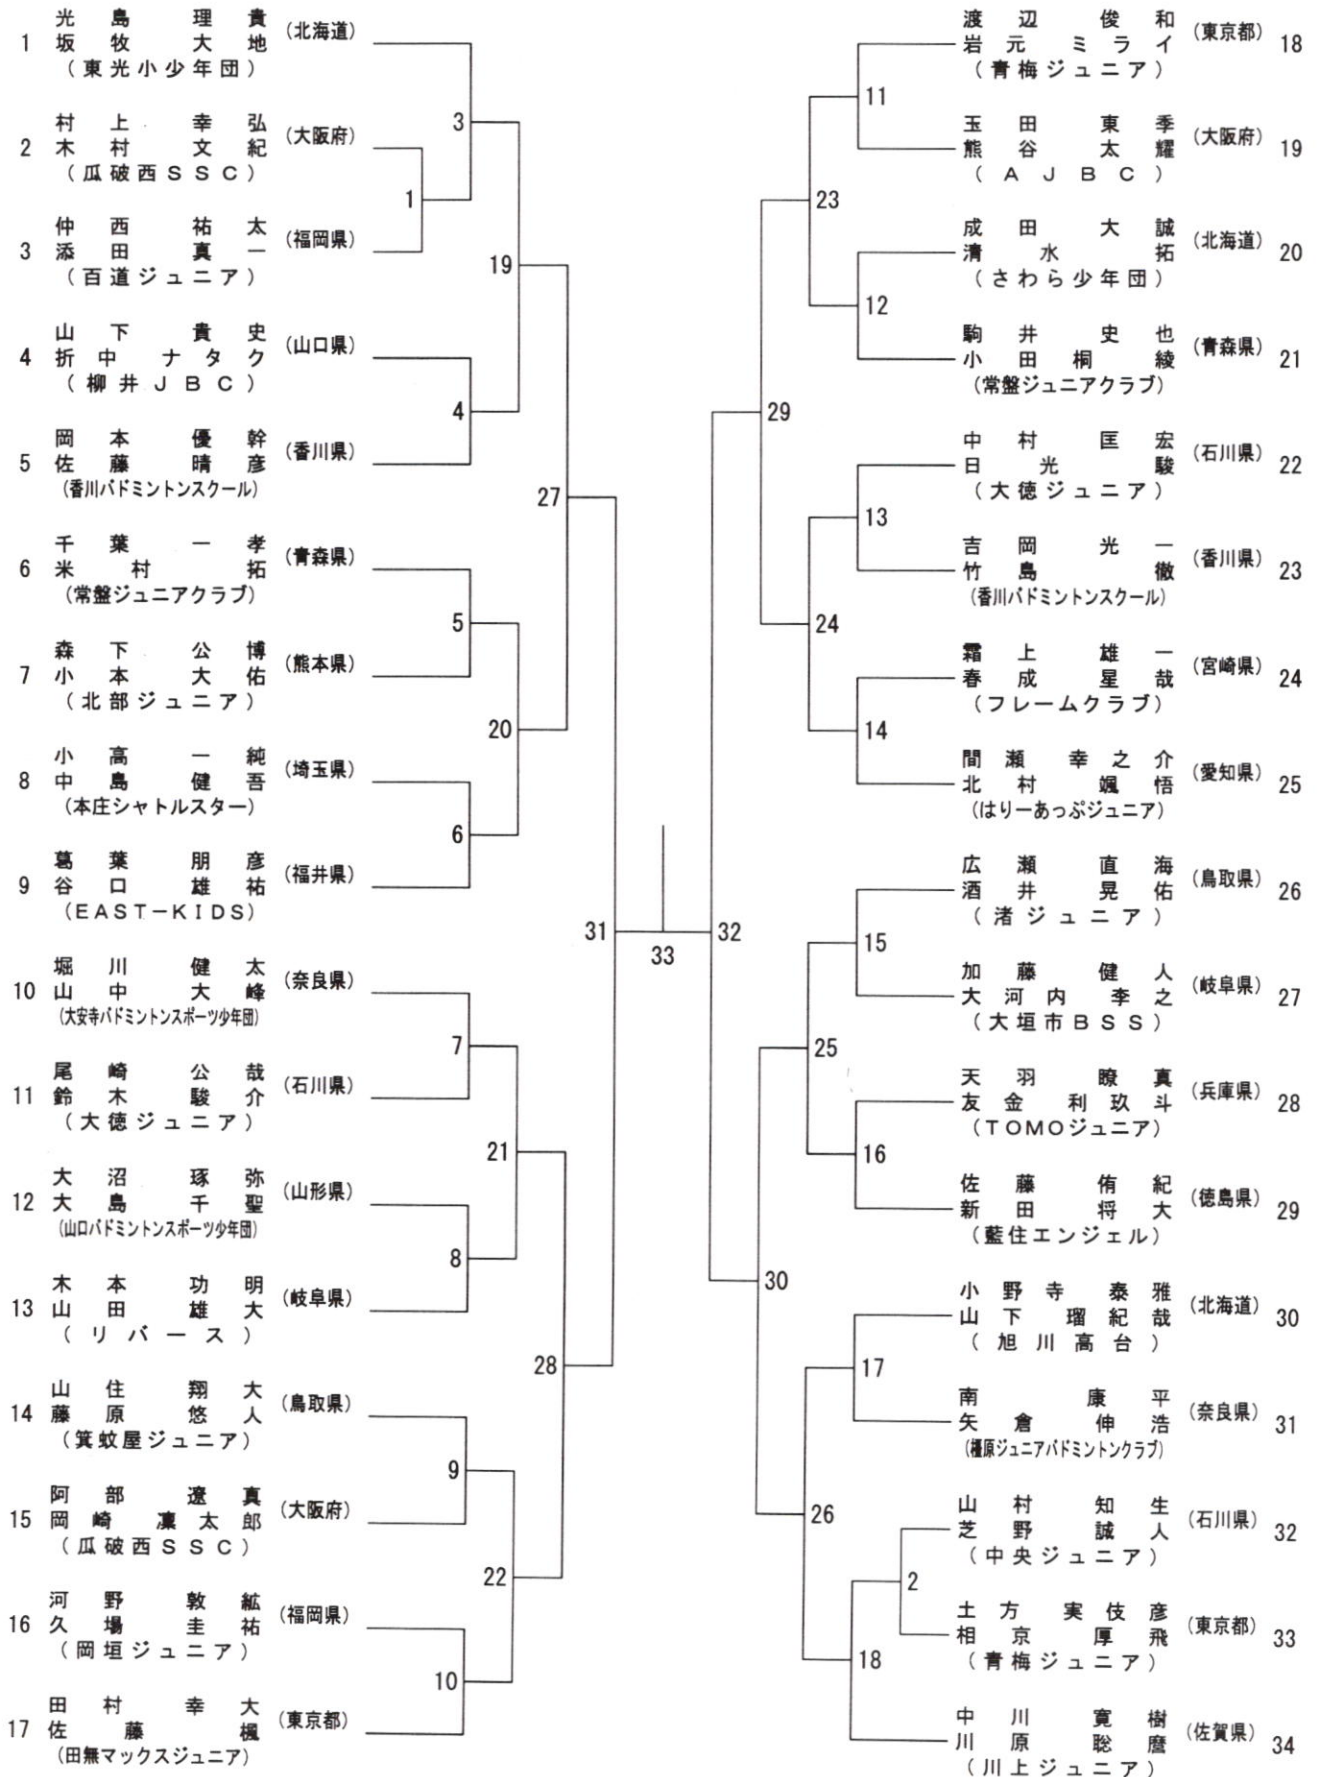 光島理貴
1 坂牧大地 (北海道)
(東光小少年団)
村上幸弘
2 木村文紀 (大阪府)
(瓜破西SSC)
仲西祐太
3 添田真一 (福岡県)
(百道ジュニア)
山下貴史
4 折中ナタク (山口県)
(柳井JBC)
岡本優幹
5 佐藤晴彦 (香川県)
(香川バドミントンスクール)
千葉一孝
6 米村拓 (青森県)
(常盤ジュニアクラブ)
森下公博
7 小本大佑 (熊本県)
(北部ジュニア)
小高一純
8 中島健吾 (埼玉県)
(本庄シャトルスター)
葛葉朋彦
9 谷口雄祐 (福井県)
(EAST-KIDS)
堀川健太
10 山中大峰 (奈良県)
(大安寺バドミントンスポーツ少年団)
尾崎公哉
11 鈴木駿介 (石川県)
(大徳ジュニア)
大沼琢弥
12 大島千聖 (山形県)
(山口バドミントンスポーツ少年団)
木本功明
13 山田雄大 (岐阜県)
(リバース)
山住翔大
14 藤原悠人 (鳥取県)
(箕蚊屋ジュニア)
阿部遼真
15 岡崎凜太郎 (大阪府)
(瓜破西SSC)
河野敦紘
16 久場圭祐 (福岡県)
(岡垣ジュニア)
田村幸大
17 佐藤楓 (東京都)
(田無マックスジュニア)
1
3
4
5
6
7
8
9
10
19
20
21
22
27
28
31
33
32
29
30
23
24
25
26
11
12
13
14
15
16
17
2
18
渡辺俊和
岩元ミライ (東京都) 18
(青梅ジュニア)
玉田東季
熊谷太耀 (大阪府) 19
(AJBC)
成田大誠
清水拓 (北海道) 20
(さわら少年団)
駒井史也
小田桐綾 (青森県) 21
(常盤ジュニアクラブ)
中村匡宏
日光駿 (石川県) 22
(大徳ジュニア)
吉岡光一
竹島徹 (香川県) 23
(香川バドミントンスクール)
霜上雄一
春成星哉 (宮崎県) 24
(フレームクラブ)
間瀬幸之介
北村颯悟 (愛知県) 25
(はりーあっぷジュニア)
広瀬直海
酒井晃佑 (鳥取県) 26
(渚ジュニア)
加藤健人
大河内李之 (岐阜県) 27
(大垣市BSS)
天羽瞭真
友金利玖斗 (兵庫県) 28
(TOMOジュニア)
佐藤侑紀
新田将大 (徳島県) 29
(藍住エンジェル)
小野寺泰雅
山下瑠紀哉 (北海道) 30
(旭川高台)
南康平
矢倉伸浩 (奈良県) 31
(橿原ジュニアバドミントンクラブ)
山村知生
芝野誠人 (石川県) 32
(中央ジュニア)
土方実伎彦
相京厚飛 (東京都) 33
(青梅ジュニア)
中川寛樹
川原聡麿 (佐賀県) 34
(川上ジュニア)